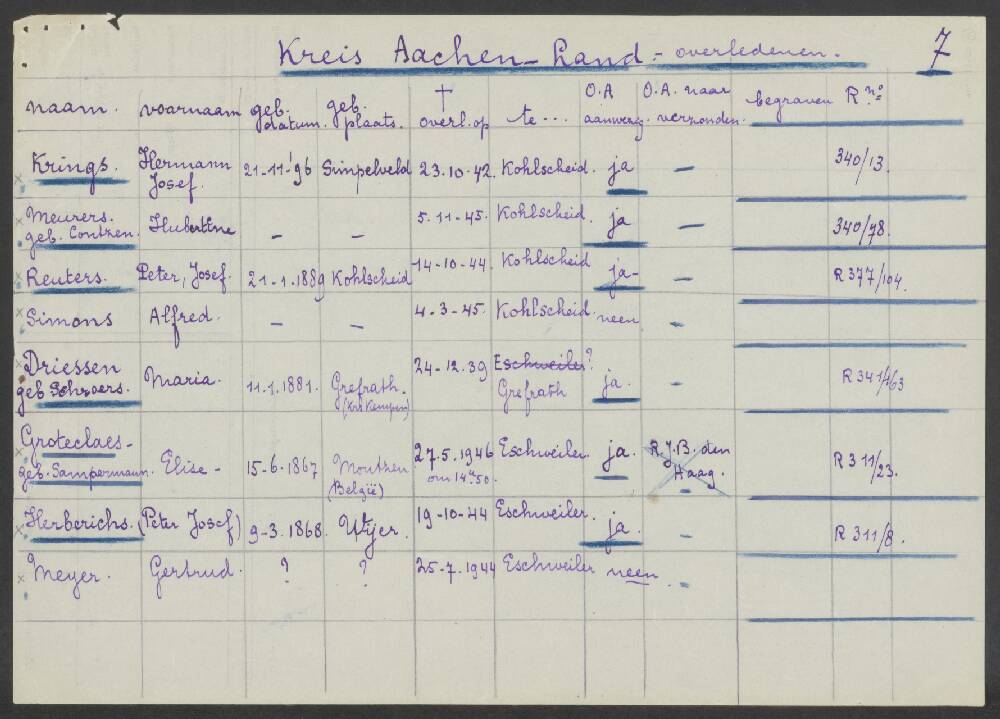 Kreis Aachen-Land - overledenen. 7
naam. voornaam geb. datum. geb. plaats. † overl. op te... O.A aanwezig. O.A. naar verzonden. begraven R no
Krings. Hermann Josef. 21-11-'96 Simpelveld 23.10-42. Kohlscheid. ja — 340/13.
Meurers. geb. Contzen. Hubertine — — 5.11-45. Kohlscheid. ja — 340/78.
Reuters. Peter, Josef. 21-1.1889 Kohlscheid 14-10-44. Kohlscheid ja- R 377/104.
Simons Alfred. — — 4-3-45. Kohlscheid. neen —
Driessen geb. Schroers. Maria. 11.1.1881. Grefrath. (Krs Kempen) 24-12.39 Eschweiler? Grefrath ja. — R 341/163
Groteclaes- geb. Sampermann. Elise- 15-6.1867 Moutzen (België) 27.5.1946 om 14u50. Eschweiler. ja. R.I.B. den Haag. — R 311/23.
Herberichs. (Peter Josef) 9-3.1868. 19-10-44 Eschweiler. ja. — R 311/8.
Meyer. Gertrud. ? ? 25-7.1944 Eschweiler neen. —